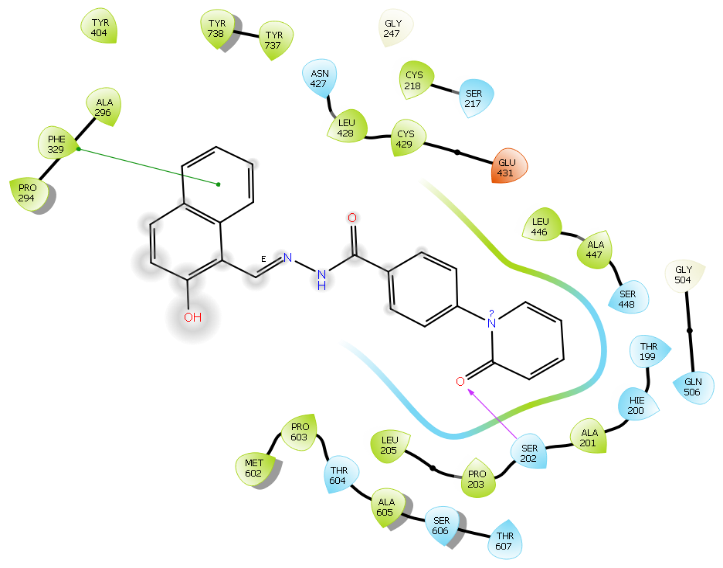 TYR
404
TYR
738
TYR
737
GLY
247
ASN
427
CYS
218
SER
217
ALA
296
LEU
428
CYS
429
PHE
329
GLU
431
PRO
294
LEU
446
ALA
447
SER
448
GLY
504
O
E
N
NH
OH
N
?
O
THR
199
GLN
506
HIE
200
ALA
201
SER
202
PRO
203
LEU
205
PRO
603
MET
602
THR
604
ALA
605
SER
606
THR
607